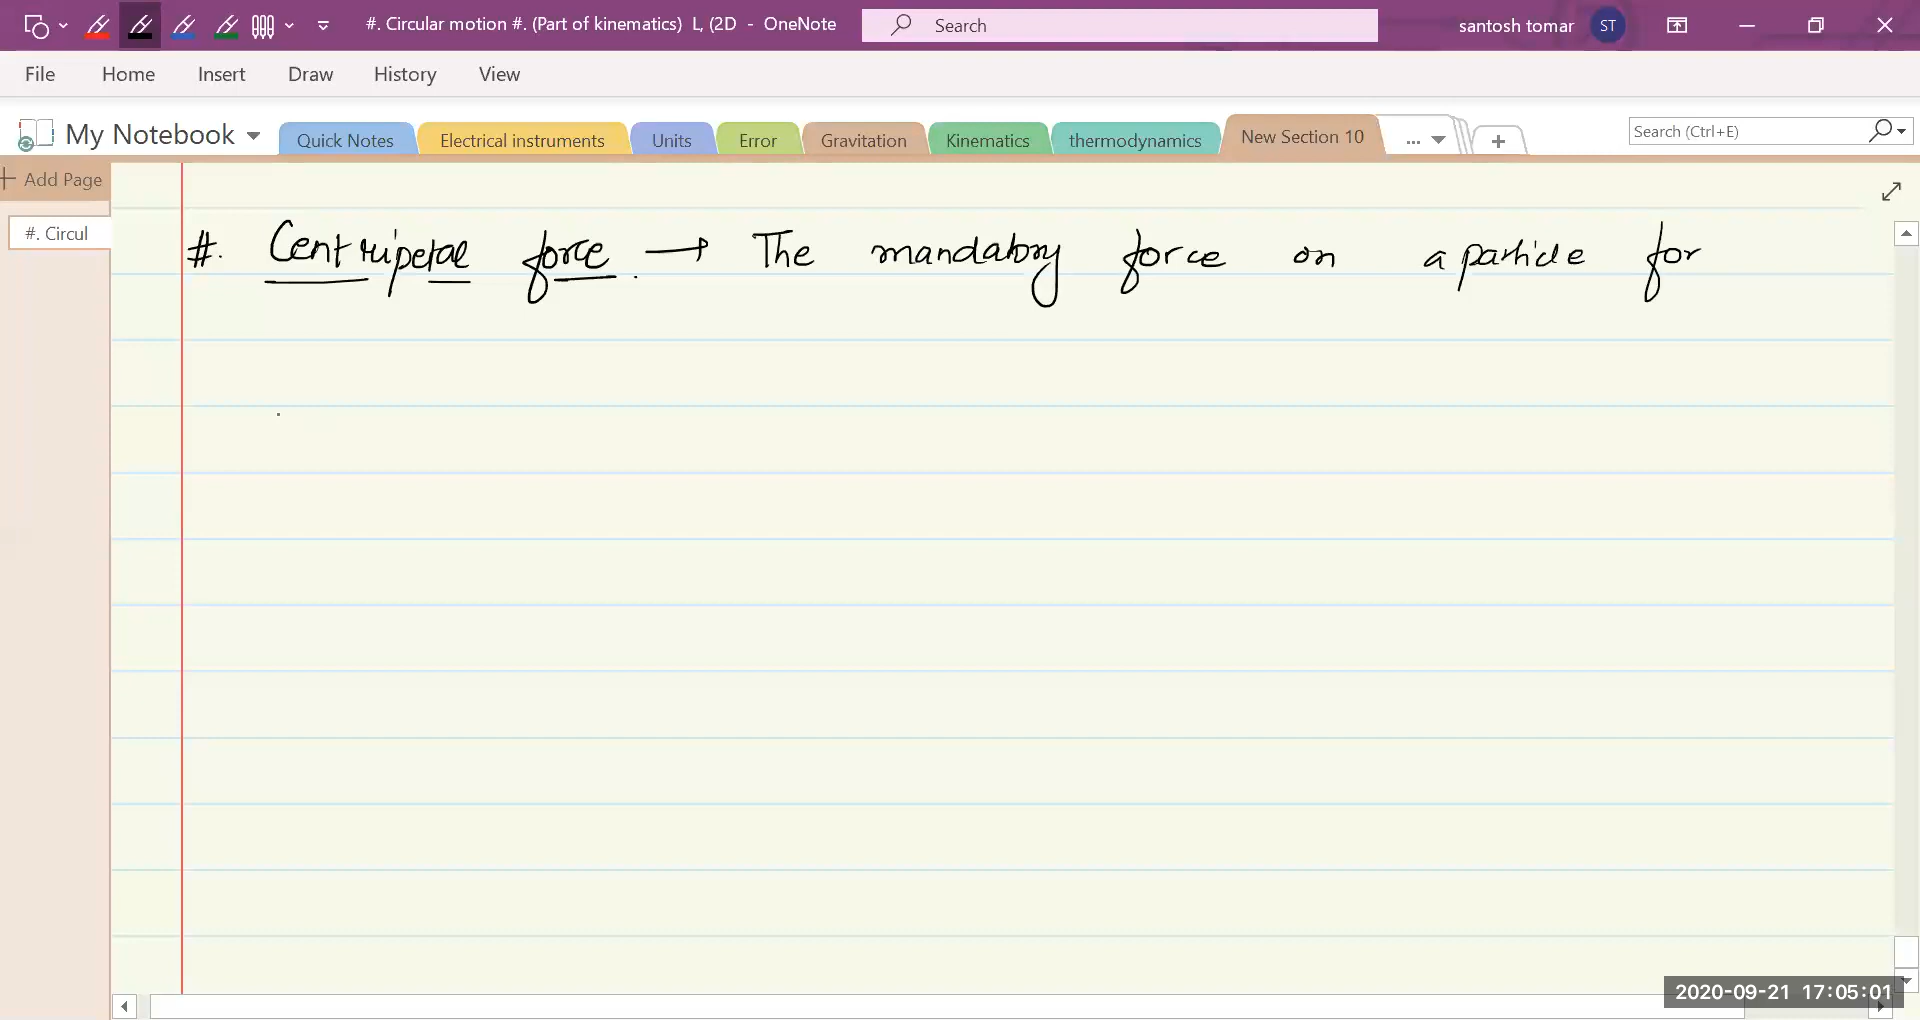 #. Circular motion #. (Part of kinematics) L, (2D - OneNote
Search
santosh tomar ST
File Home Insert Draw History View
My Notebook
Quick Notes Electrical instruments Units Error Gravitation Kinematics thermodynamics New Section 10 ... +
Search (Ctrl+E)
+ Add Page
#. Circul
#. Centripetal force. → The mandatory force on a particle for
2020-09-21 17:05:01